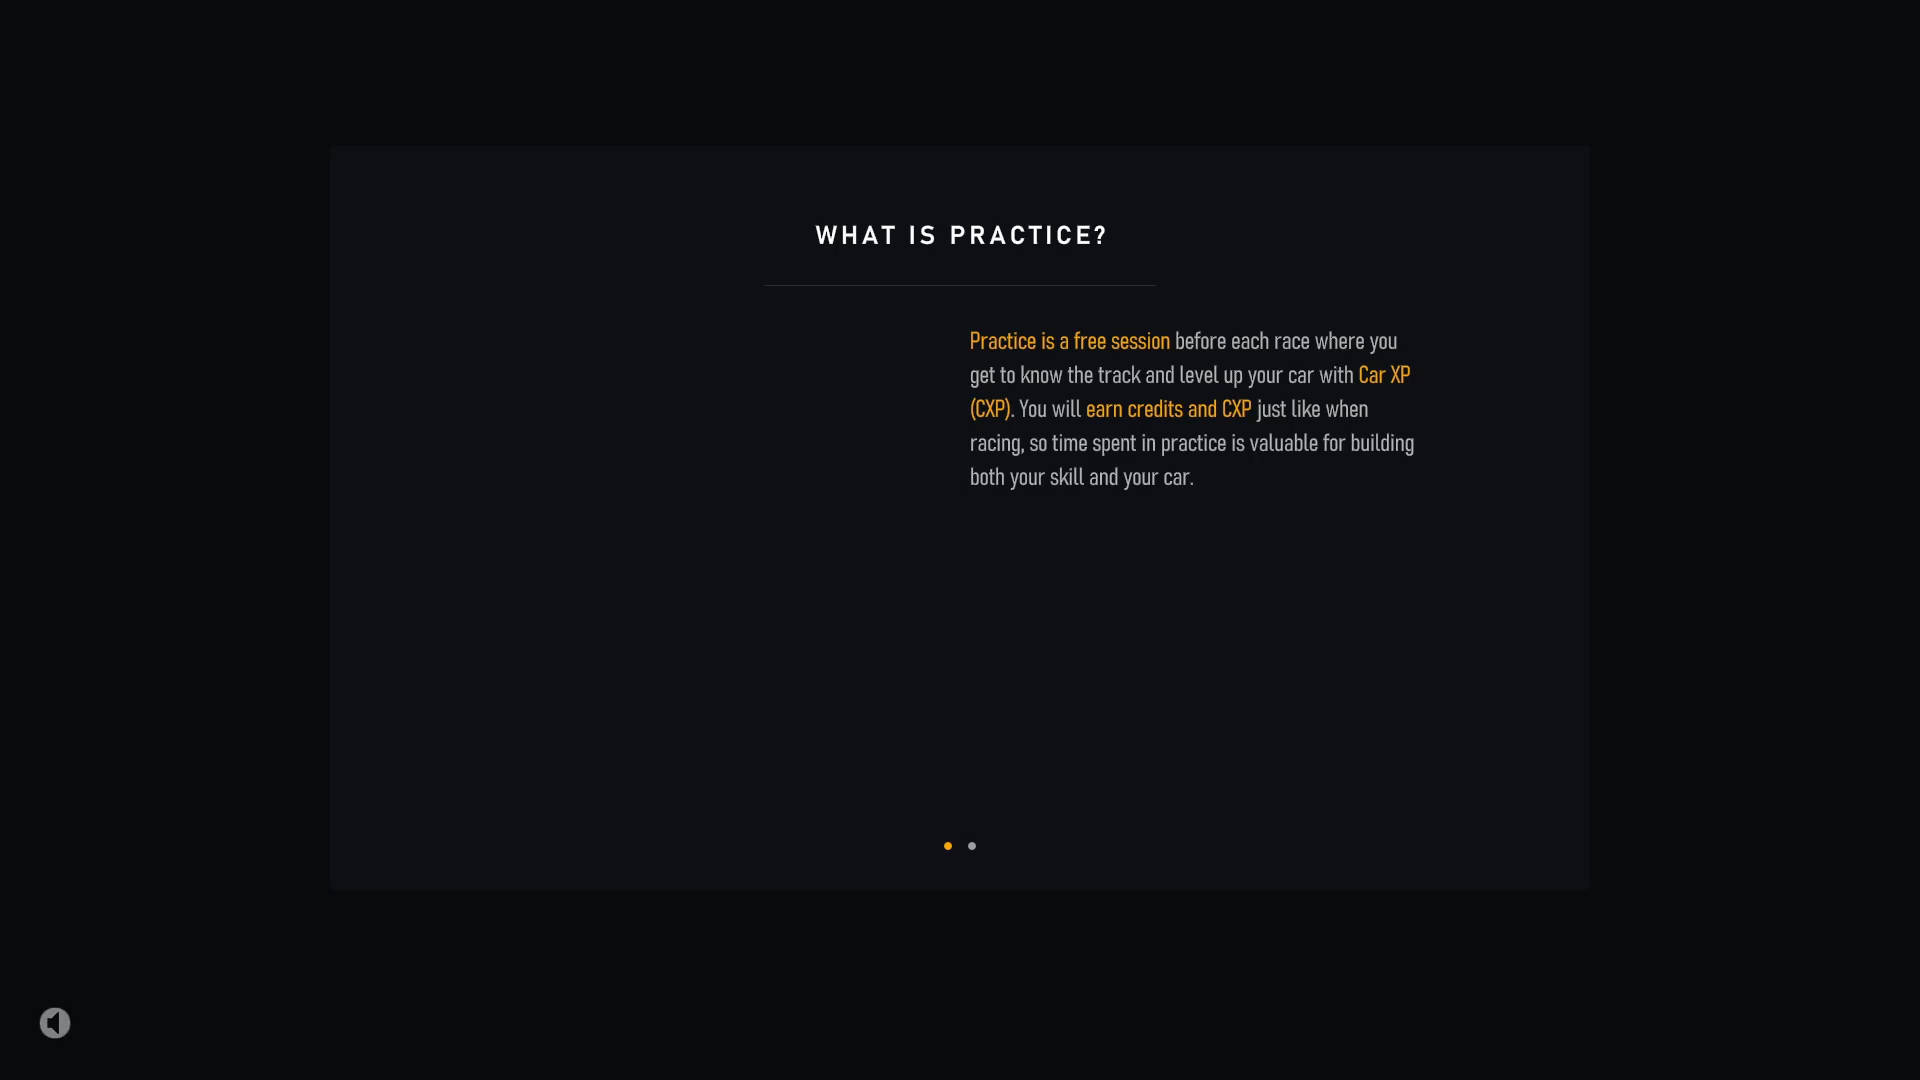 WHAT IS PRACTICE?
Practice is a free session before each race where you
get to know the track and level up your car with Car XP
(CXP). You will earn credits and CXP just like when
racing, so time spent in practice is valuable for building
both your skill and your car.